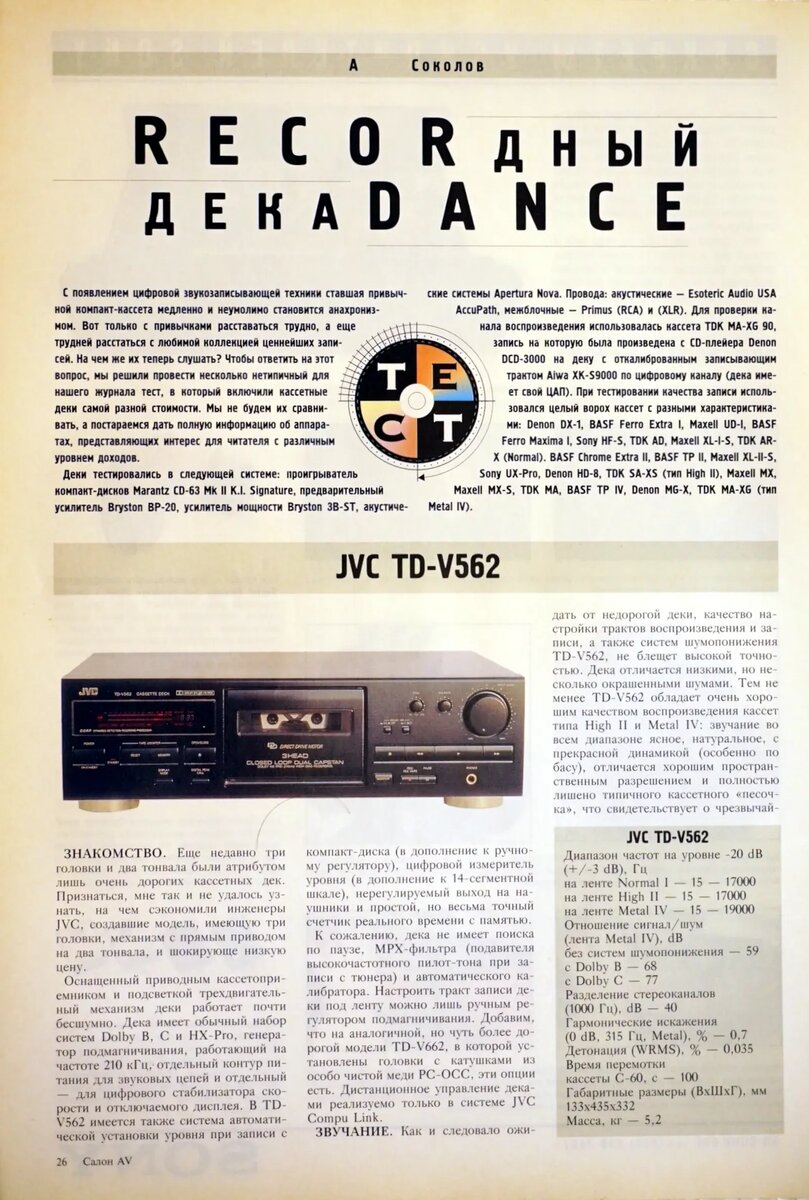 А Соколов
RECORДНЫЙ
ДЕКАDANCE
С появлением цифровой звукозаписывающей техники ставшая привыч-
ной компакт-кассета медленно и неумолимо становится анахрониз-
мом. Вот только с привычками расставаться трудно, а еще
трудней расстаться с любимой коллекцией ценнейших запи-
сей. На чем же их теперь слушать? Чтобы ответить на этот
вопрос, мы решили провести несколько нетипичный для
нашего журнала тест, в который включили кассетные
деки самой разной стоимости. Мы не будем их сравни-
вать, а постараемся дать полную информацию об аппара-
тах, представляющих интерес для читателя с различным
уровнем доходов.
Деки тестировались в следующей системе: проигрыватель
компакт-дисков Marantz CD-63 Mk II K.I. Signature, предварительный
усилитель Bryston BP-20, усилитель мощности Bryston 3B-ST, акустиче-
ТЕСТ
ские системы Apertura Nova. Провода: акустические — Esoteric Audio USA
AccuPath, межблочные — Primus (RCA) и (XLR). Для проверки ка-
нала воспроизведения использовалась кассета TDK MA-XG 90,
запись на которую была произведена с CD-плейера Denon
DCD-3000 на деку с откалиброванным записывающим
трактом Aiwa XK-S9000 по цифровому каналу (дека име-
ет свой ЦАП). При тестировании качества записи исполь-
зовался целый ворох кассет с разными характеристика-
ми: Denon DX-1, BASF Ferro Extra I, Maxell UD-I, BASF
Ferro Maxima I, Sony HF-S, TDK AD, Maxell XL-I-S, TDK AR-
X (Normal). BASF Chrome Extra II, BASF TP II, Maxell XL-II-S,
Sony UX-Pro, Denon HD-8, TDK SA-XS (тип High II), Maxell MX,
Maxell MX-S, TDK MA, BASF TP IV, Denon MG-X, TDK MA-XG (тип
Metal IV).
JVC TD-V562
JVC
TD-V562 CASSETTE DECK
DIRECT DRIVE MOTOR
3HEAD
CLOSED LOOP DUAL CAPSTAN
ЗНАКОМСТВО. Еще недавно три
головки и два тонвала были атрибутом
лишь очень дорогих кассетных дек.
Признаться, мне так и не удалось уз-
нать, на чем сэкономили инженеры
JVC, создавшие модель, имеющую три
головки, механизм с прямым приводом
на два тонвала, и шокирующе низкую
цену.
Оснащенный приводным кассетопри-
емником и подсветкой трехдвигатель-
ный механизм деки работает почти
бесшумно. Дека имеет обычный набор
систем Dolby B, C и HX-Pro, генера-
тор подмагничивания, работающий на
частоте 210 кГц, отдельный контур пи-
тания для звуковых цепей и отдельный
— для цифрового стабилизатора ско-
рости и отключаемого дисплея. В TD-
V562 имеется также система автомати-
ческой установки уровня при записи с
компакт-диска (в дополнение к ручно-
му регулятору), цифровой измеритель
уровня (в дополнение к 14-сегментной
шкале), нерегулируемый выход на на-
ушники и простой, но весьма точный
счетчик реального времени с памятью.
К сожалению, дека не имеет поиска
по паузе, MPX-фильтра (подавителя
высокочастотного пилот-тона при за-
писи с тюнера) и автоматического ка-
либратора. Настроить тракт записи де-
ки под ленту можно лишь ручным ре-
гулятором подмагничивания. Добавим,
что на аналогичной, но чуть более до-
рогой модели TD-V662, в которой ус-
тановлены головки с катушками из
особо чистой меди PC-OCC, эти опции
есть. Дистанционное управление дека-
ми реализуемо только в системе JVC
Compu Link.
ЗВУЧАНИЕ. Как и следовало ожи-
дать от недорогой деки, качество на-
стройки трактов воспроизведения и за-
писи, а также систем шумопонижения
TD-V562, не блещет высокой точно-
стью. Дека отличается низкими, но не-
сколько окрашенными шумами. Тем не
менее TD-V562 обладает очень хоро-
шим качеством воспроизведения кассет
типа High II и Metal IV: звучание во
всем диапазоне ясное, натуральное, с
прекрасной динамикой (особенно по
басу), отличается хорошим пространст-
венным разрешением и полностью
лишено типичного кассетного «песоч-
ка», что свидетельствует о чрезвычай-
JVC TD-V562
Диапазон частот на уровне -20 dB
(+/-3 dB), Гц
на ленте Normal I — 15 — 17000
на ленте High II — 15 — 17000
на ленте Metal IV — 15 — 19000
Отношение сигнал/шум
(лента Metal IV), dB
без систем шумопонижения — 59
с Dolby B — 68
с Dolby C — 77
Разделение стереоканалов
(1000 Гц), dB — 40
Гармонические искажения
(0 dB, 315 Гц, Metal), % — 0,7
Детонация (WRMS), % — 0,035
Время перемотки
кассеты С-60, с — 100
Габаритные размеры (ВхШхГ), мм
133x435x332
Масса, кг — 5,2
26 Салон AV